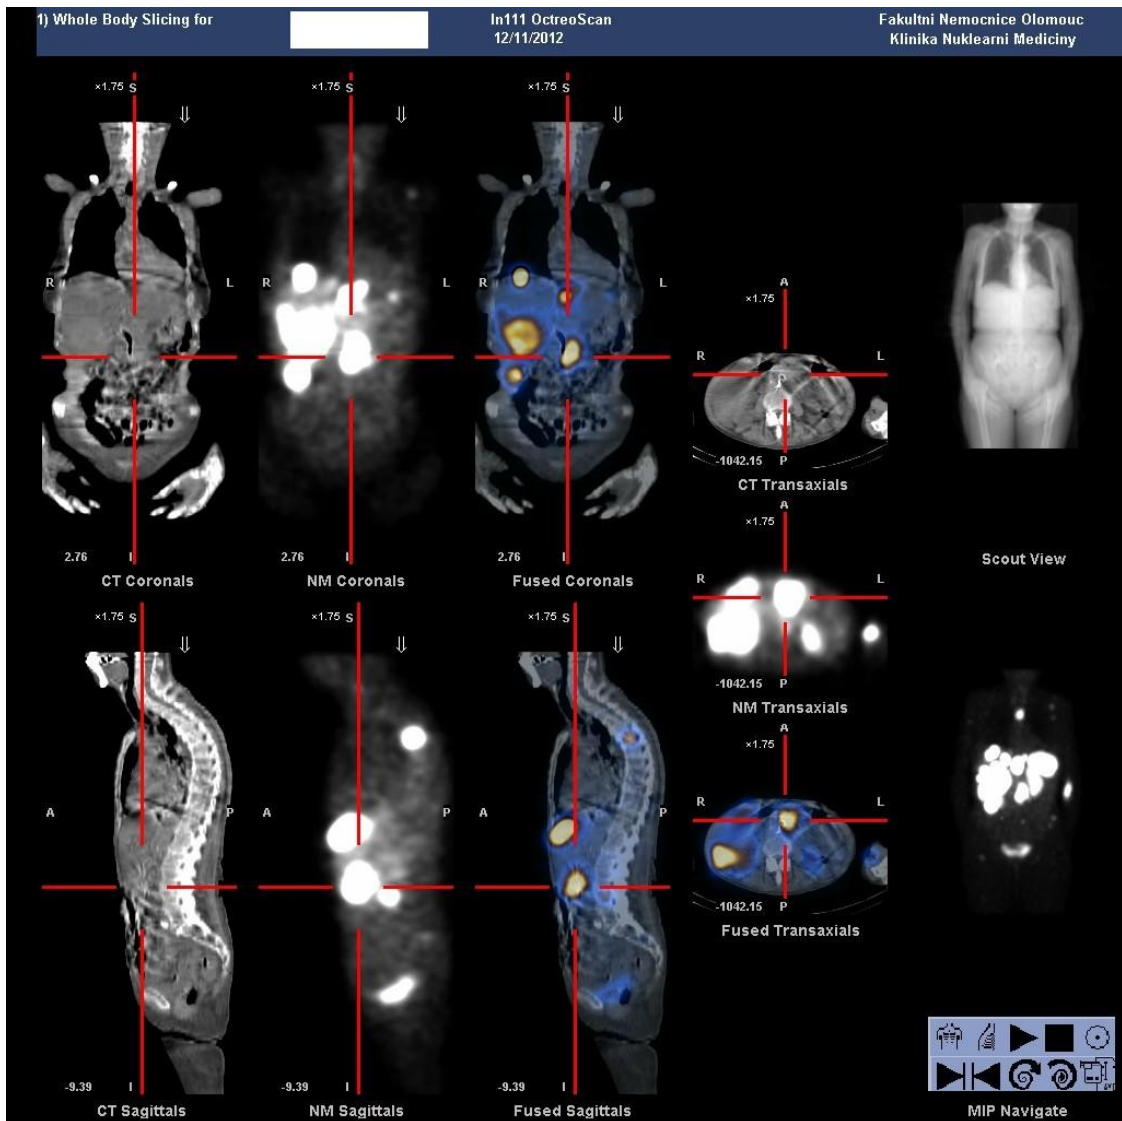 1) Whole Body Slicing for
In111 OctreoScan
12/11/2012
Fakultni Nemocnice Olomouc
Klinika Nuklearni Mediciny
×1.75 S
×1.75 S
×1.75 S
R L
R L
R L
2.76 I
2.76 I
2.76 I
CT Coronals
NM Coronals
Fused Coronals
A
×1.75
R L
-1042.15 P
CT Transaxials
A
×1.75
R L
-1042.15 P
NM Transaxials
A
×1.75
R L
-1042.15 P
Fused Transaxials
Scout View
×1.75 S
×1.75 S
×1.75 S
A P
A P
A P
-9.39 I
-9.39 I
-9.39 I
CT Sagittals
NM Sagittals
Fused Sagittals
MIP Navigate